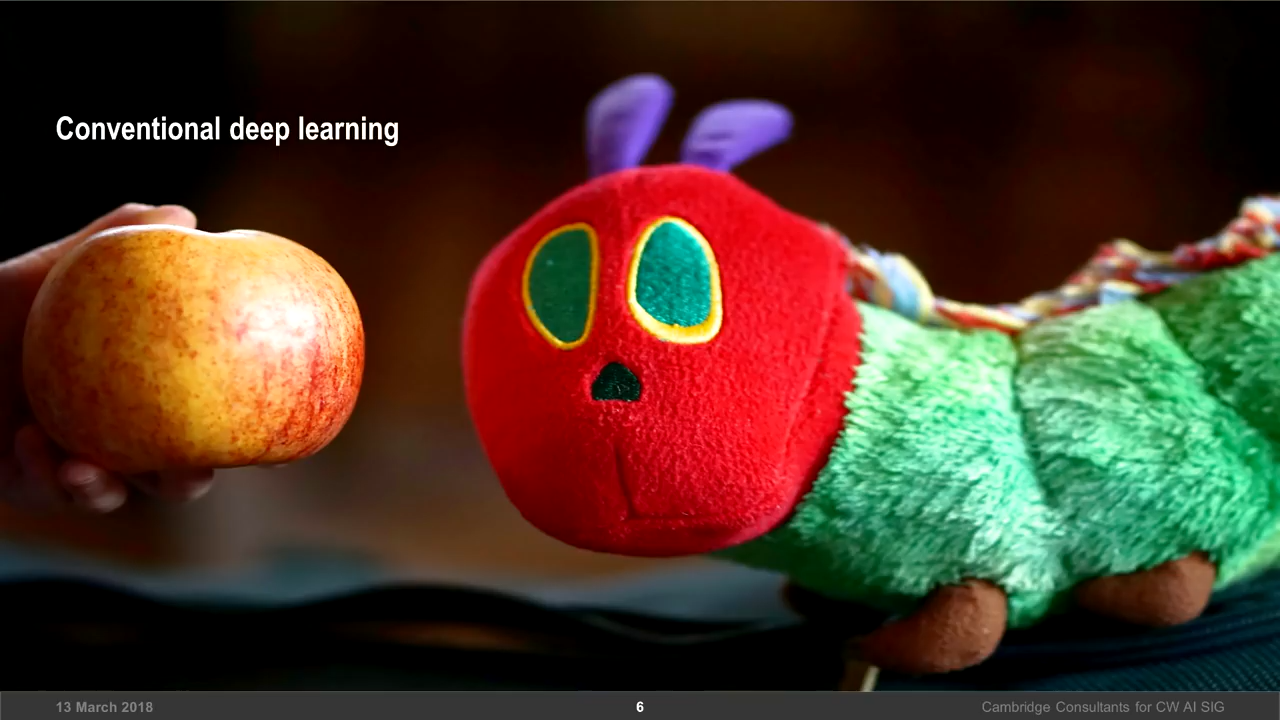 Conventional deep learning
13 March 2018
6
Cambridge Consultants for CW AI SIG